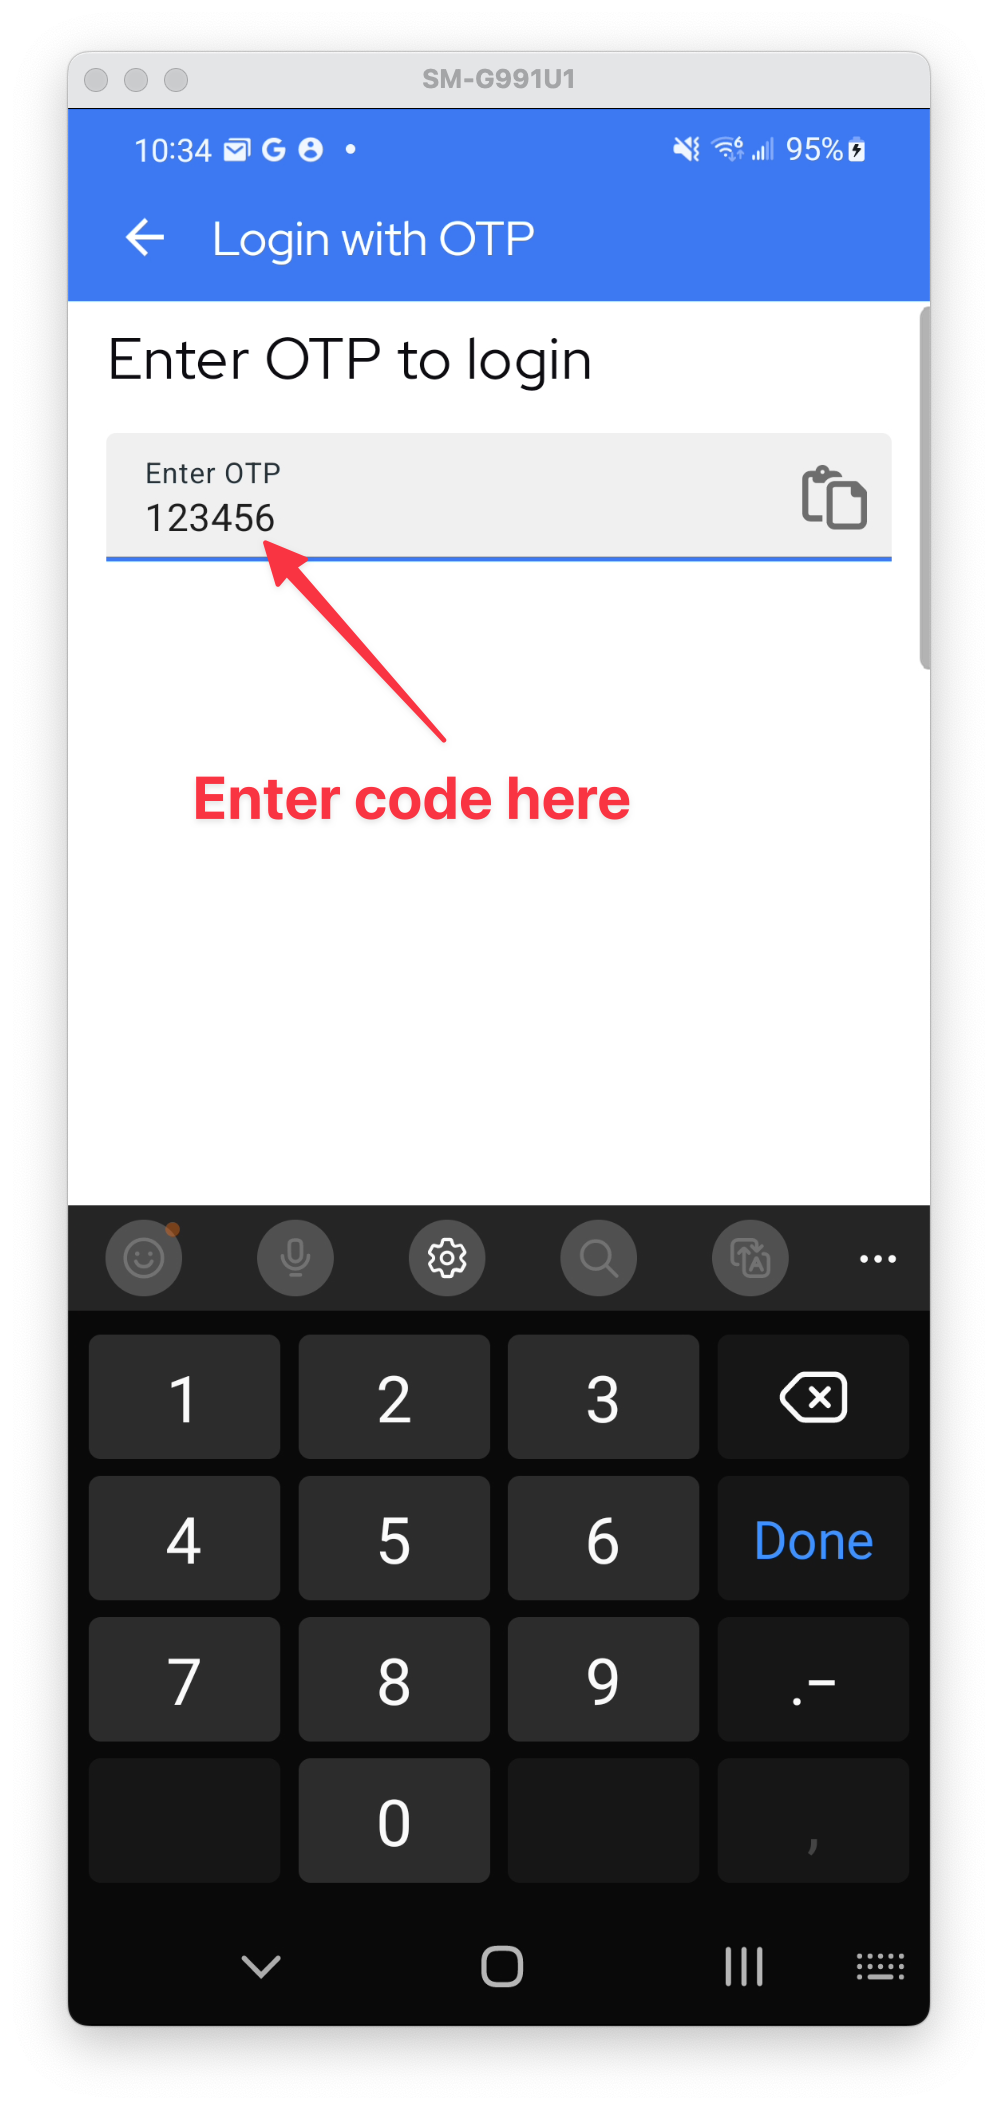 SM-G991U1
10:34 G 95%
Login with OTP
Enter OTP to login
Enter OTP
123456
Enter code here
1 2 3
4 5 6 Done
7 8 9 .-
0 ,